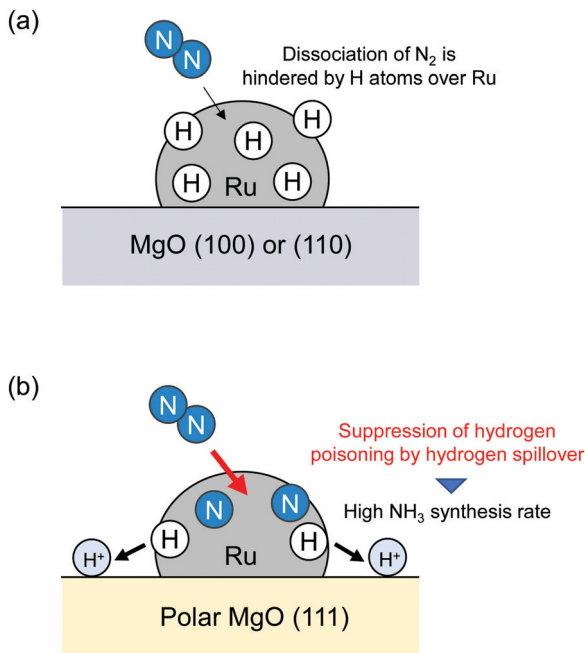 (a)
N
N
Dissociation of N₂ is
hindered by H atoms over Ru
H
H
H
H
H
Ru
MgO (100) or (110)
(b)
N
N
Suppression of hydrogen
poisoning by hydrogen spillover
High NH₃ synthesis rate
N
N
H
H
H⁺
Ru
H⁺
Polar MgO (111)